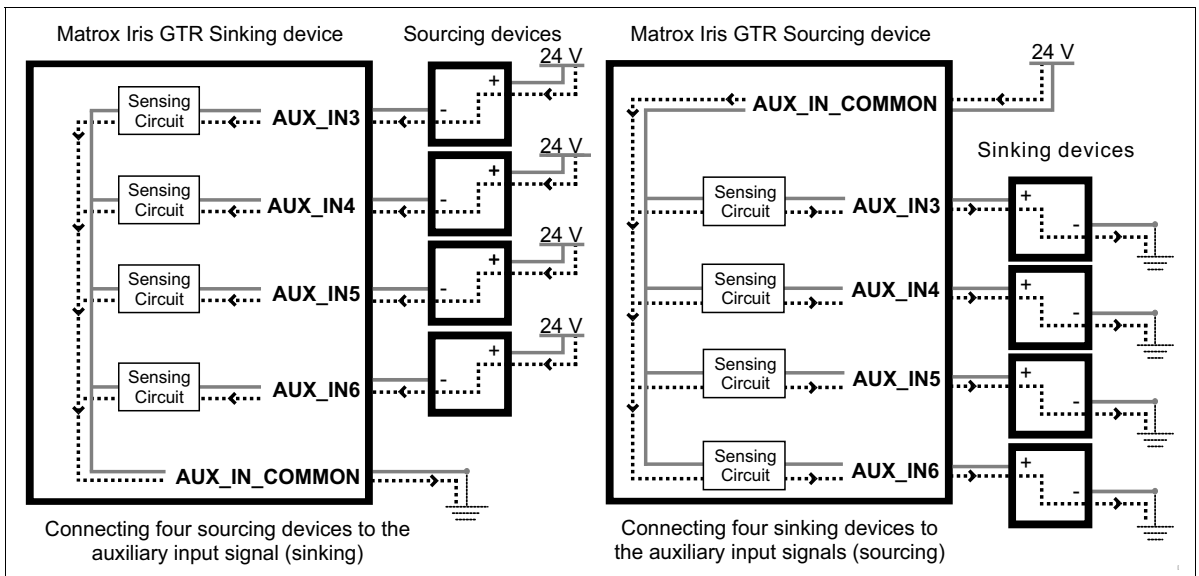 Matrox Iris GTR Sinking device
Sourcing devices
24 V
+
-
Sensing
Circuit
AUX_IN3
24 V
+
-
Sensing
Circuit
AUX_IN4
24 V
+
-
Sensing
Circuit
AUX_IN5
24 V
+
-
Sensing
Circuit
AUX_IN6
AUX_IN_COMMON
Connecting four sourcing devices to the
auxiliary input signal (sinking)
Matrox Iris GTR Sourcing device
24 V
AUX_IN_COMMON
Sinking devices
Sensing
Circuit
AUX_IN3
+
-
Sensing
Circuit
AUX_IN4
+
-
Sensing
Circuit
AUX_IN5
+
-
Sensing
Circuit
AUX_IN6
+
-
Connecting four sinking devices to
the auxiliary input signals (sourcing)